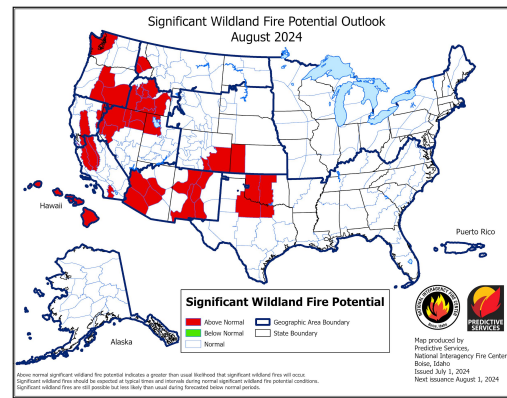 Significant Wildland Fire Potential Outlook
August 2024
Hawaii
Puerto Rico
Alaska
Significant Wildland Fire Potential
Above Normal
Below Normal
Normal
Geographic Area Boundary
State Boundary
PREDICTIVE
SERVICES
Map produced by
Predictive Services,
National Interagency Fire Center
Boise, Idaho
Issued July 1, 2024
Next issuance August 1, 2024
Above normal significant wildland fire potential indicates a greater than usual likelihood that significant wildland fires will occur.
Significant wildland fires should be expected at typical times and intervals during normal significant wildland fire potential conditions.
Significant wildland fires are still possible but less likely than usual during forecasted below normal periods.